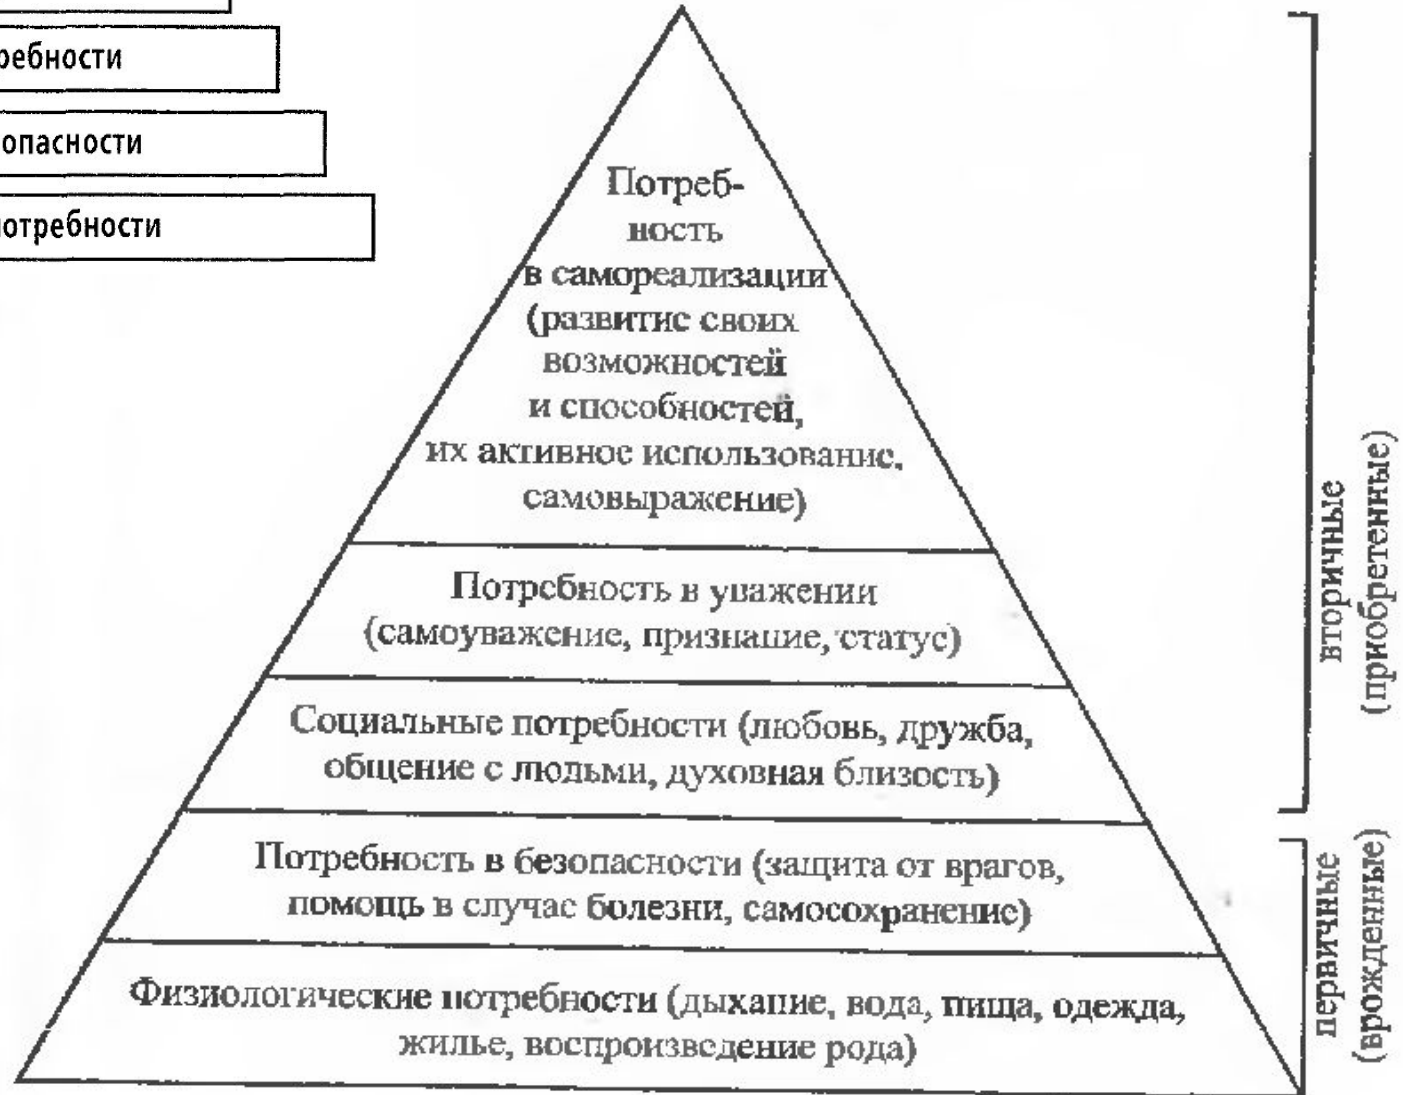 ребности
опасности
потребности
Потреб-
ность
в самореализации
(развитие своих
возможностей
и способностей,
их активное использование,
самовыражение)
Потребность в уважении
(самоуважение, признание, статус)
Социальные потребности (любовь, дружба,
общение с людьми, духовная близость)
Потребность в безопасности (защита от врагов,
помощь в случае болезни, самосохранение)
Физиологические потребности (дыхание, вода, пища, одежда,
жилье, воспроизведение рода)
вторичные
(приобретенные)
первичные
(врожденные)